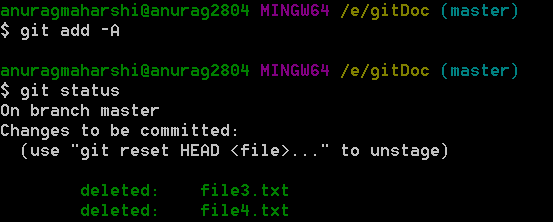 anuragmaharshi@anurag2804 MINGW64 /e/gitDoc (master)
$ git add -A
anuragmaharshi@anurag2804 MINGW64 /e/gitDoc (master)
$ git status
On branch master
Changes to be committed:
  (use "git reset HEAD <file>..." to unstage)
        deleted:    file3.txt
        deleted:    file4.txt